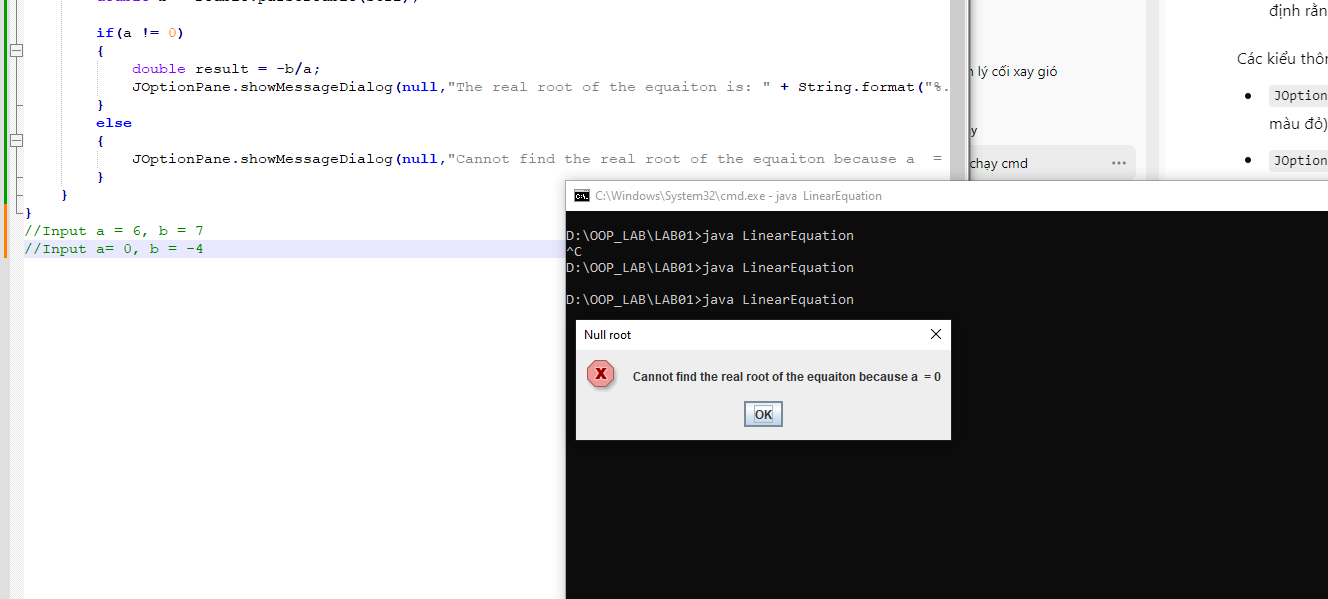 if(a != 0)
{
double result = -b/a;
JOptionPane.showMessageDialog(null,"The real root of the equaiton is: " + String.format("%.
}
else
{
JOptionPane.showMessageDialog(null,"Cannot find the real root of the equaiton because a  =
}
}
}
//Input a = 6, b = 7
//Input a= 0, b = -4
định rằn
Các kiểu thôn
lý cối xay gió
JOption
màu đỏ)
y
JOption
chạy cmd
C:\Windows\System32\cmd.exe - java  LinearEquation
D:\OOP_LAB\LAB01>java LinearEquation
^C
D:\OOP_LAB\LAB01>java LinearEquation
D:\OOP_LAB\LAB01>java LinearEquation
Null root
Cannot find the real root of the equaiton because a  = 0
OK